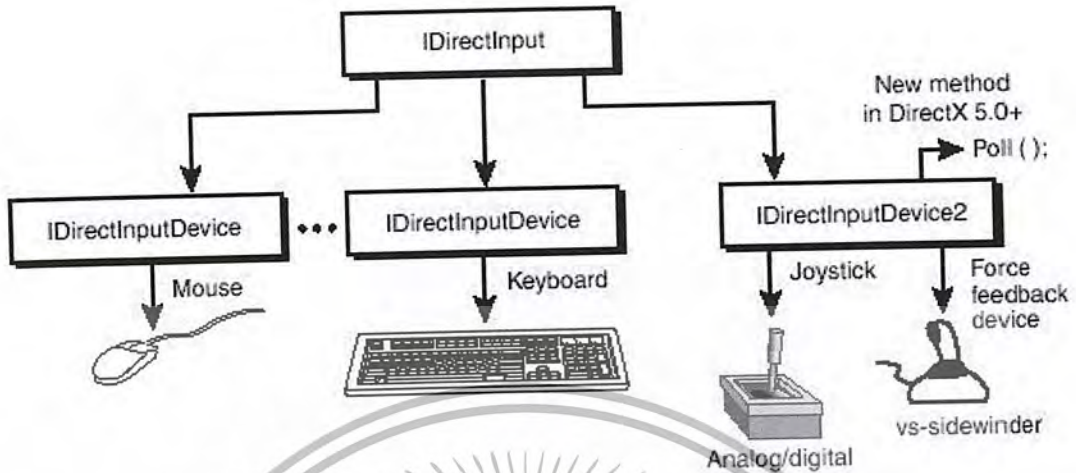 IDirectInput
New method
in DirectX 5.0+
Poll ( );
IDirectInputDevice
IDirectInputDevice
IDirectInputDevice2
Mouse
Keyboard
Joystick
Force
feedback
device
vs-sidewinder
Analog/digital